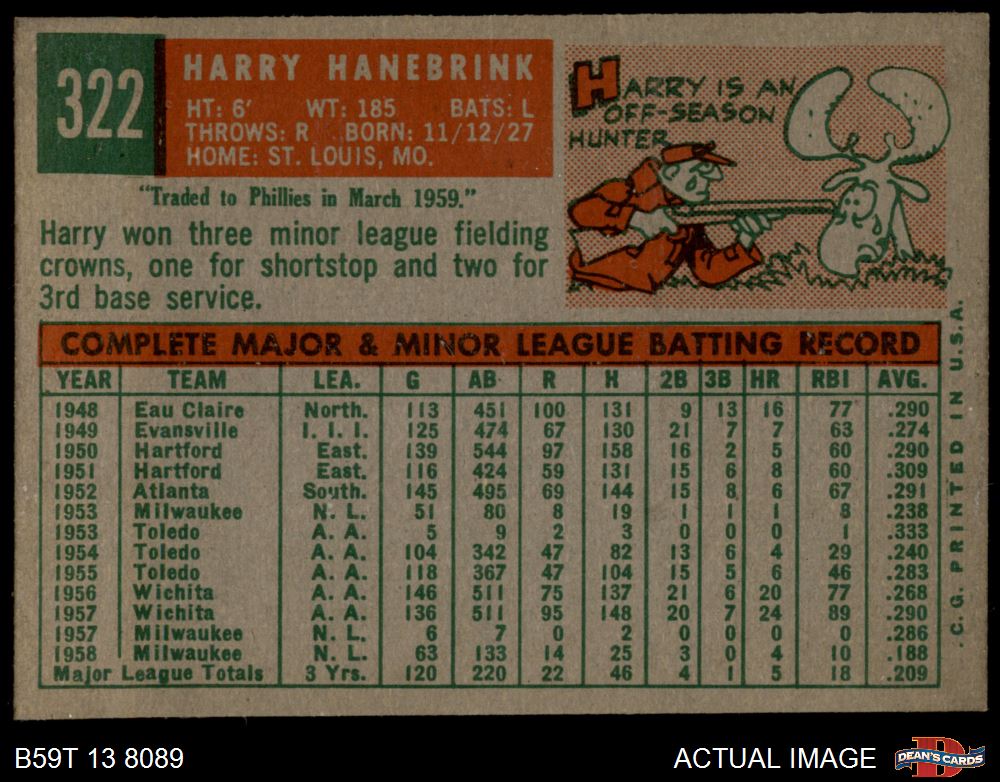 322
HARRY HANEBRINK
HT: 6' WT: 185 BATS: L
THROWS: R BORN: 11/12/27
HOME: ST. LOUIS, MO.
"Traded to Phillies in March 1959."
Harry won three minor league fielding
crowns, one for shortstop and two for
3rd base service.
HARRY IS AN
OFF-SEASON
HUNTER
COMPLETE MAJOR & MINOR LEAGUE BATTING RECORD
YEAR TEAM LEA. G AB R H 2B 3B HR RBI AVG.
1948 Eau Claire North. 113 451 100 131 9 13 16 77 .290
1949 Evansville I. I. I. 125 474 67 130 21 7 7 63 .274
1950 Hartford East. 139 544 97 158 16 2 5 60 .290
1951 Hartford East. 116 424 59 131 15 6 8 60 .309
1952 Atlanta South. 145 495 69 144 15 8 6 67 .291
1953 Milwaukee N. L. 51 80 8 19 1 1 1 8 .238
1953 Toledo A. A. 5 9 2 3 0 0 0 1 .333
1954 Toledo A. A. 104 342 47 82 13 6 4 29 .240
1955 Toledo A. A. 118 367 47 104 15 5 6 46 .283
1956 Wichita A. A. 146 511 75 137 21 6 20 77 .268
1957 Wichita A. A. 136 511 95 148 20 7 24 89 .290
1957 Milwaukee N. L. 6 7 0 2 0 0 0 0 .286
1958 Milwaukee N. L. 63 133 14 25 3 0 4 10 .188
Major League Totals 3 Yrs. 120 220 22 46 4 1 5 18 .209
. C. G. PRINTED IN U.S.A.
B59T 13 8089
ACTUAL IMAGE
D
DEAN'S CARDS